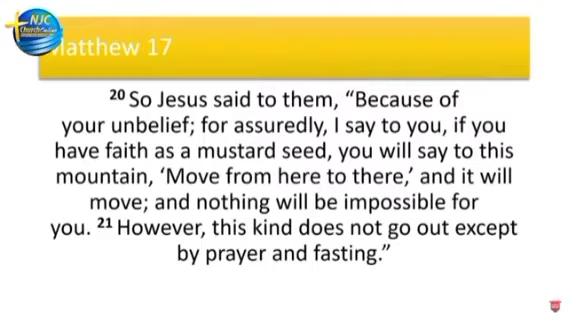 NJC
Church Online
Matthew 17
20 So Jesus said to them, “Because of
your unbelief; for assuredly, I say to you, if you
have faith as a mustard seed, you will say to this
mountain, ‘Move from here to there,’ and it will
move; and nothing will be impossible for
you. 21 However, this kind does not go out except
by prayer and fasting.”